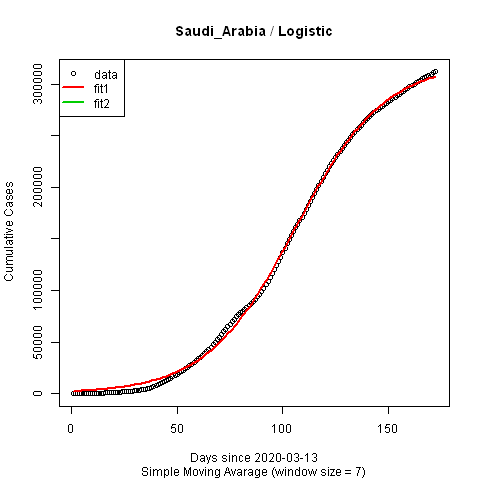 Saudi_Arabia / Logistic
data
fit1
fit2
Cumulative Cases
300000
200000
100000
50000
0
0
50
100
150
Days since 2020-03-13
Simple Moving Avarage (window size = 7)